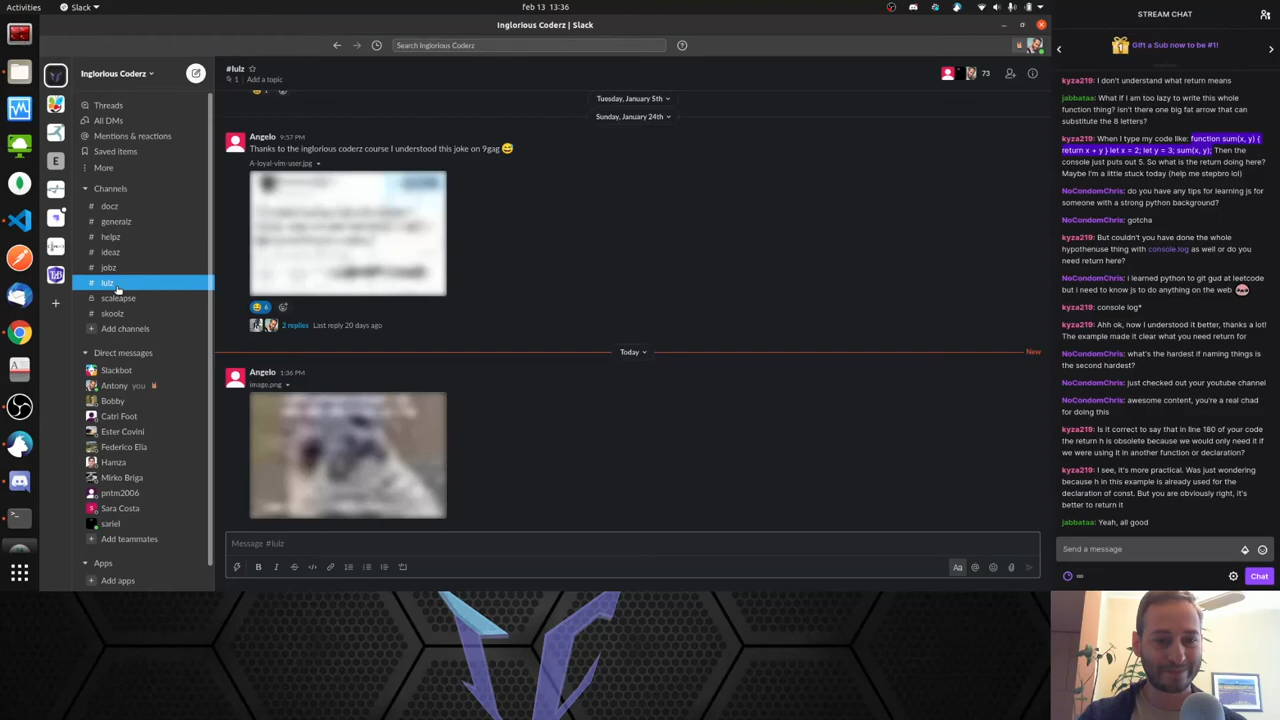 Activities
Slack
feb 13 13:36
Inglorious Coderz | Slack
Search Inglorious Coderz
Inglorious Coderz
Threads
All DMs
Mentions & reactions
Saved items
More
Channels
# docz
# generalz
# helpz
# ideaz
# jobz
# lulz
scaleapse
# skoolz
+ Add channels
Direct messages
Slackbot
Antony you
Bobby
Catri Foot
Ester Covini
Federico Elia
Hamza
Mirko Briga
pntm2006
Sara Costa
sariel
+ Add teammates
Apps
+ Add apps
#lulz
1 | Add a topic
73
Tuesday, January 5th
Sunday, January 24th
Angelo 9:57 PM
Thanks to the inglorious coderz course I understood this joke on 9gag
A-loyal-vim-user.jpg
6
2 replies Last reply 20 days ago
Today
New
Angelo 1:36 PM
image.png
Message #lulz
STREAM CHAT
Gift a Sub now to be #1!
kyza219: I don't understand what return means
jabbataa: What if I am too lazy to write this whole
function thing? isn't there one big fat arrow that can
substitute the 8 letters?
kyza219: When I type my code like: function sum(x, y) {
return x + y } let x = 2; let y = 3; sum(x, y); Then the
console just puts out 5. So what is the return doing here?
Maybe I'm a little stuck today (help me stepbro lol)
NoCondomChris: do you have any tips for learning js for
someone with a strong python background?
NoCondomChris: gotcha
kyza219: But couldn't you have done the whole
hypothenuse thing with console.log as well or do you
need return here?
NoCondomChris: i learned python to git gud at leetcode
but i need to know js to do anything on the web
kyza219: console log*
kyza219: Ahh ok, now I understood it better, thanks a lot!
The example made it clear what you need return for
NoCondomChris: what's the hardest if naming things is
the second hardest?
NoCondomChris: just checked out your youtube channel
NoCondomChris: awesome content, you're a real chad
for doing this
kyza219: Is it correct to say that in line 180 of your code
the return h is obsolete because we would only need it if
we were using it in another function or declaration?
kyza219: I see, it's more practical. Was just wondering
because h in this example is already used for the
declaration of const. But you are obviously right, it's
better to return it
jabbataa: Yeah, all good
Send a message
∞
Chat